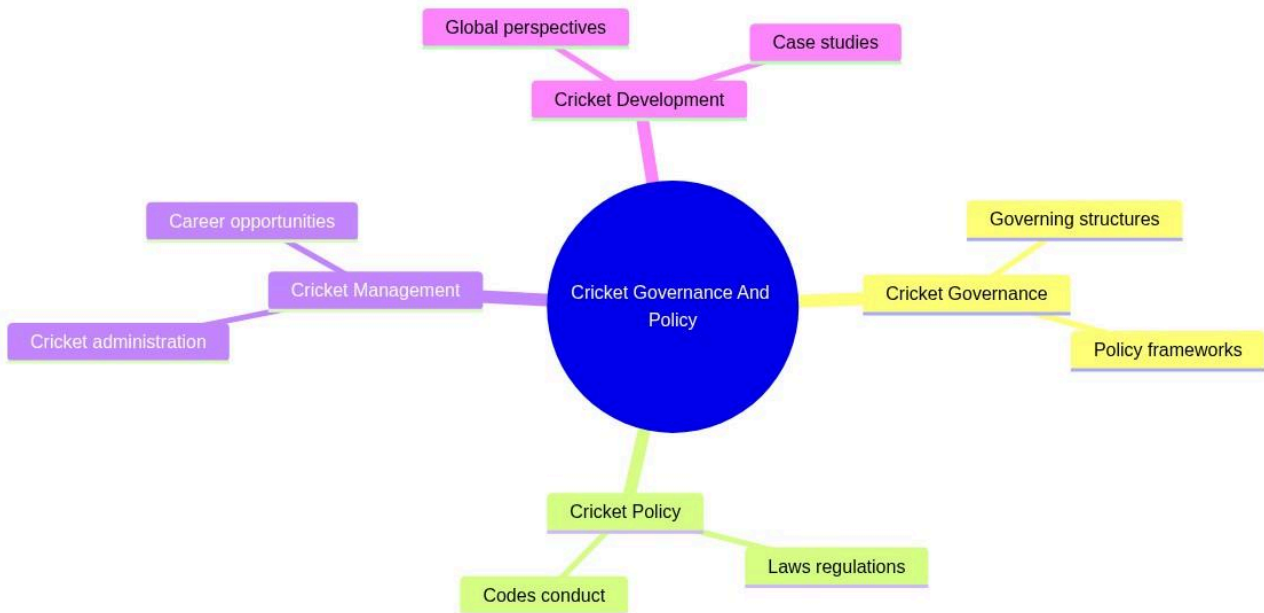 Global perspectives
Case studies
Cricket Development
Career opportunities
Cricket Management
Cricket administration
Cricket Governance And
Policy
Governing structures
Cricket Governance
Policy frameworks
Cricket Policy
Laws regulations
Codes conduct